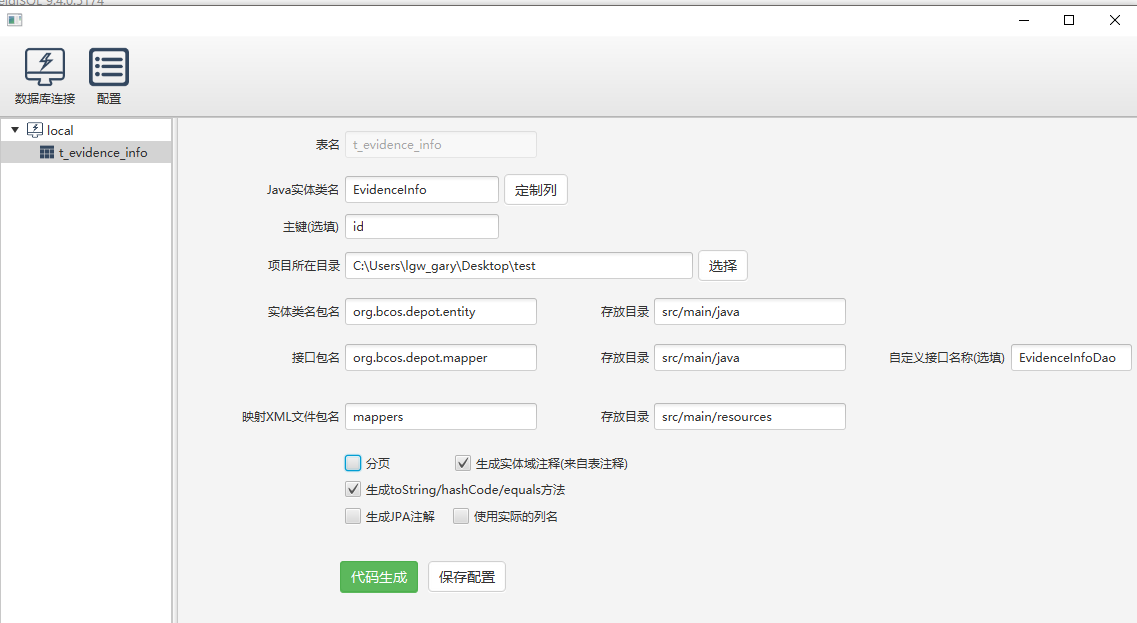 数据库连接 配置
local
t_evidence_info
表名 t_evidence_info
Java实体类名 EvidenceInfo 定制列
主键(选填) id
项目所在目录 C:\Users\lgw_gary\Desktop\test 选择
实体类名包名 org.bcos.depot.entity 存放目录 src/main/java
接口包名 org.bcos.depot.mapper 存放目录 src/main/java 自定义接口名称(选填) EvidenceInfoDao
映射XML文件包名 mappers 存放目录 src/main/resources
分页 生成实体域注释(来自表注释)
生成toString/hashCode/equals方法
生成JPA注解 使用实际的列名
代码生成 保存配置